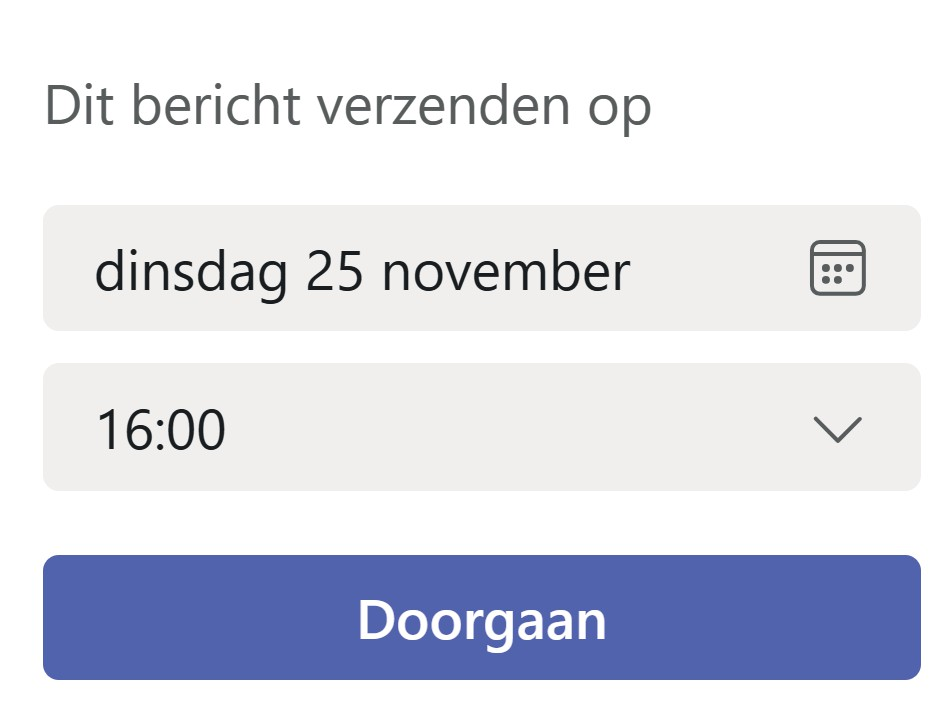 Dit bericht verzenden op
dinsdag 25 november
16:00
Doorgaan